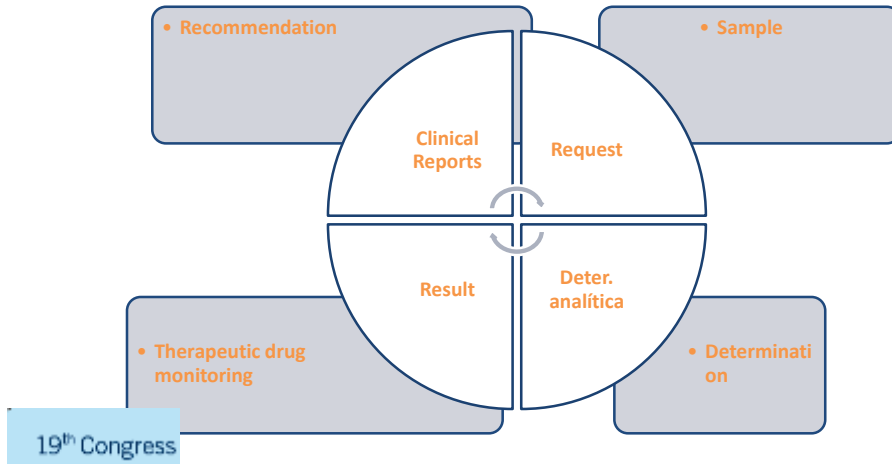 • Recommendation
• Sample
Clinical
Reports
Request
Result
Deter.
analítica
• Therapeutic drug
monitoring
• Determinati
on
19th Congress